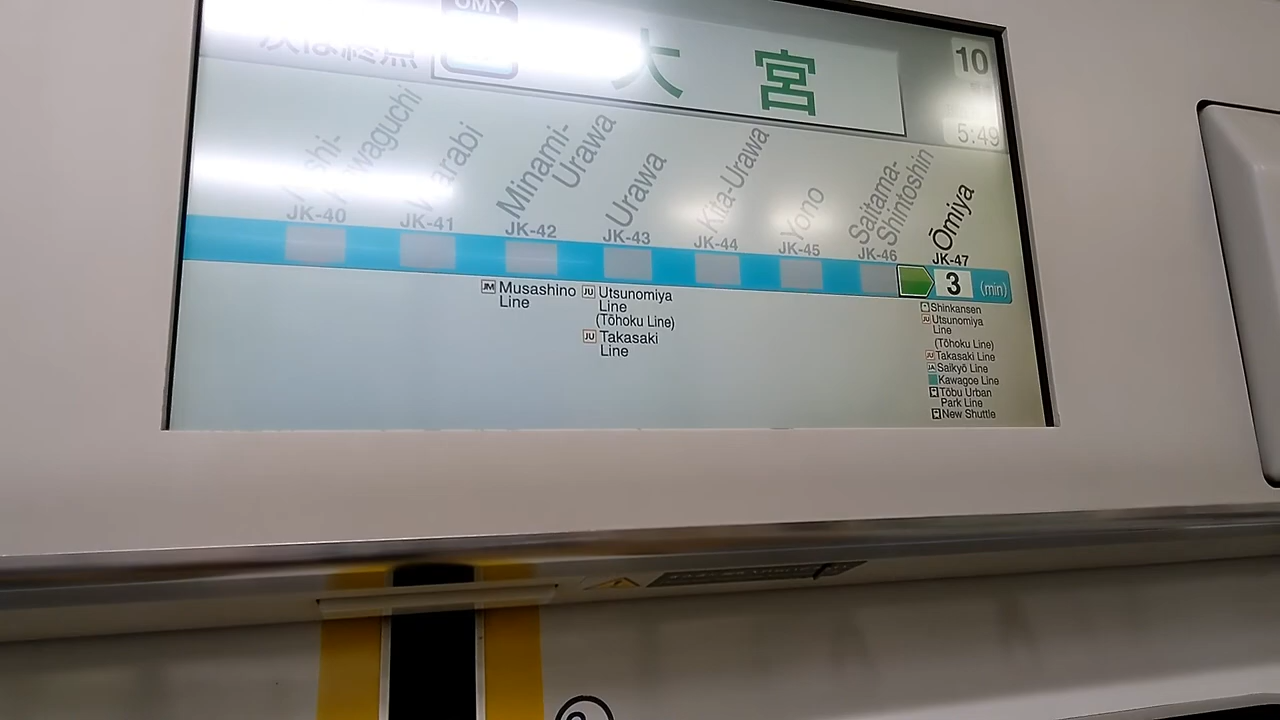 次は終点
OMY
大宮
10
5:49
Kawaguchi
JK-40
JK-41
Minami-
Urawa
JK-42
Urawa
JK-43
Kita-Urawa
JK-44
Yono
JK-45
Saitama-
Shintoshin
JK-46
Ōmiya
JK-47
3
(min)
JM Musashino
Line
JU Utsunomiya
Line
(Tōhoku Line)
JU Takasaki
Line
Shinkansen
JU Utsunomiya
Line
(Tōhoku Line)
JU Takasaki Line
JA Saikyō Line
Kawagoe Line
Tōbu Urban
Park Line
New Shuttle